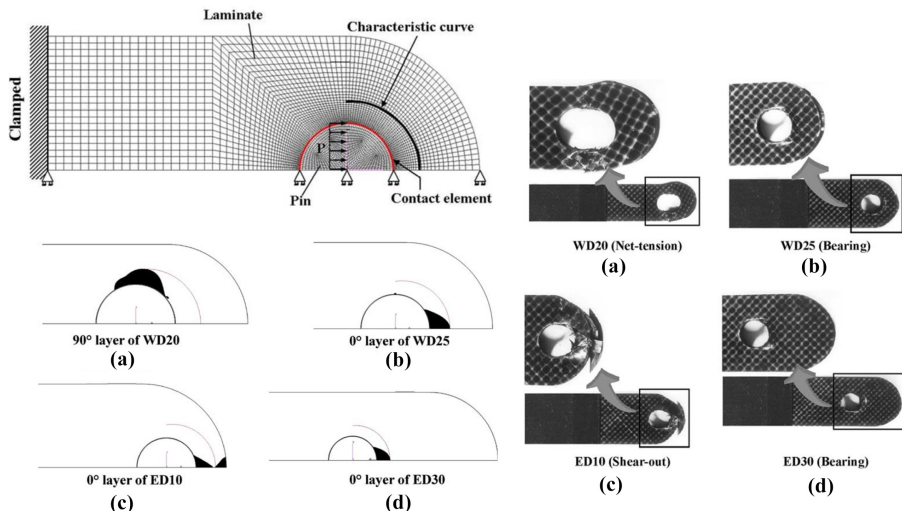 Laminate
Characteristic curve
Clamped
P
Pin
Contact element
90° layer of WD20
(a)
0° layer of WD25
(b)
0° layer of ED10
(c)
0° layer of ED30
(d)
WD20 (Net-tension)
(a)
WD25 (Bearing)
(b)
ED10 (Shear-out)
(c)
ED30 (Bearing)
(d)